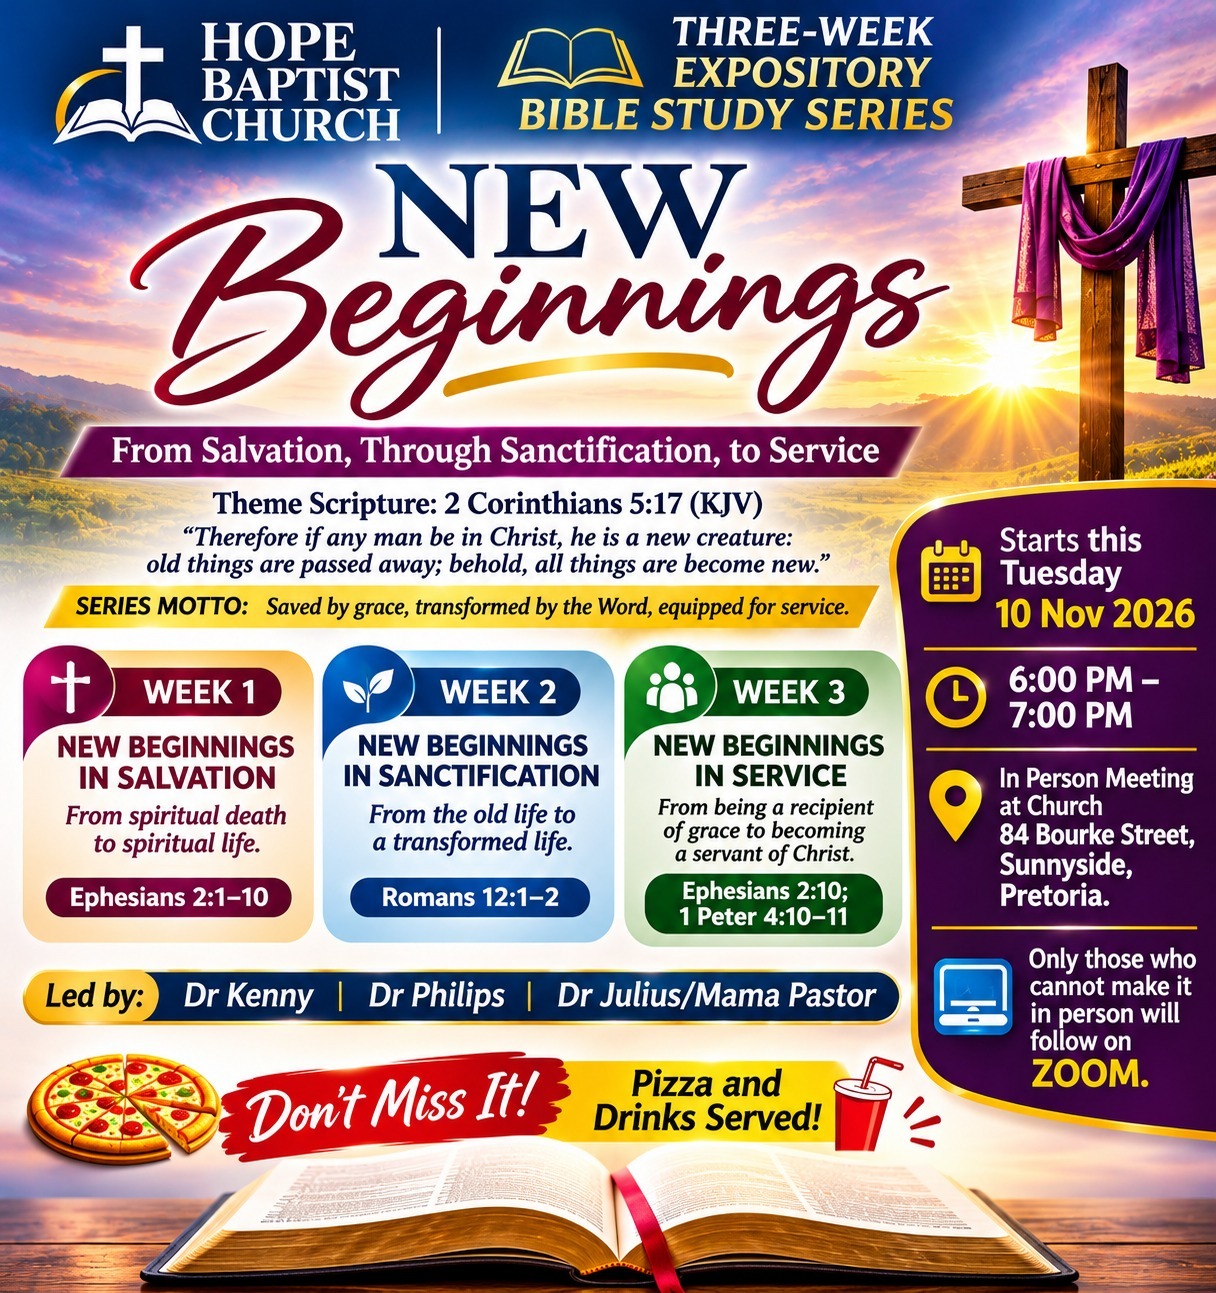 HOPE
BAPTIST
CHURCH
THREE-WEEK
EXPOSITORY
BIBLE STUDY SERIES
NEW
Beginnings
From Salvation, Through Sanctification, to Service
Theme Scripture: 2 Corinthians 5:17 (KJV)
“Therefore if any man be in Christ, he is a new creature:
old things are passed away; behold, all things are become new.”
SERIES MOTTO: Saved by grace, transformed by the Word, equipped for service.
WEEK 1
NEW BEGINNINGS
IN SALVATION
From spiritual death
to spiritual life.
Ephesians 2:1–10
WEEK 2
NEW BEGINNINGS
IN SANCTIFICATION
From the old life to
a transformed life.
Romans 12:1–2
WEEK 3
NEW BEGINNINGS
IN SERVICE
From being a recipient
of grace to becoming
a servant of Christ.
Ephesians 2:10;
1 Peter 4:10–11
Starts this
Tuesday
10 Nov 2026
6:00 PM –
7:00 PM
In Person Meeting
at Church
84 Bourke Street,
Sunnyside,
Pretoria.
Only those who
cannot make it
in person will
follow on
ZOOM.
Led by: Dr Kenny | Dr Philips | Dr Julius/Mama Pastor
Don't Miss It!
Pizza and
Drinks Served!